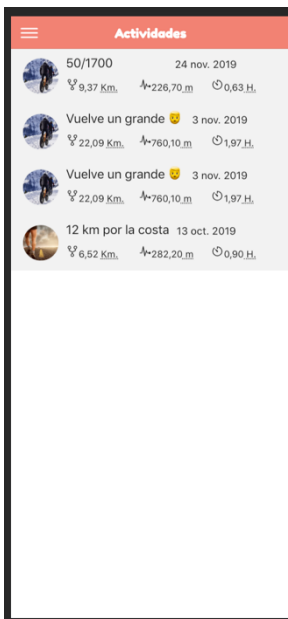 Actividades
50/1700 24 nov. 2019
9,37 Km. 226,70 m 0,63 H.
Vuelve un grande 3 nov. 2019
22,09 Km. 760,10 m 1,97 H.
Vuelve un grande 3 nov. 2019
22,09 Km. 760,10 m 1,97 H.
12 km por la costa 13 oct. 2019
6,52 Km. 282,20 m 0,90 H.